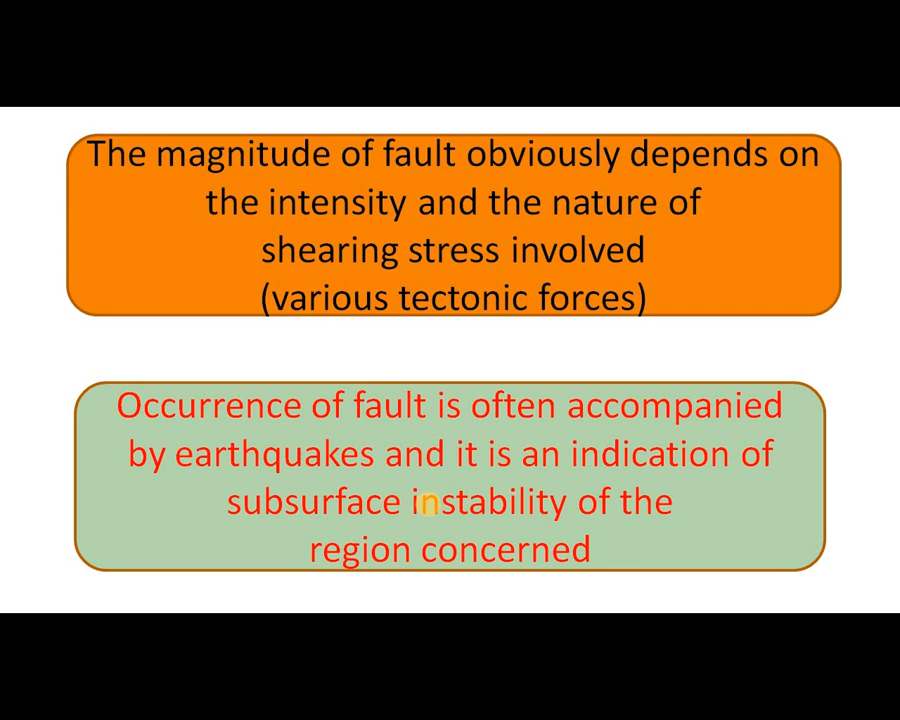 The magnitude of fault obviously depends on
the intensity and the nature of
shearing stress involved
(various tectonic forces)
Occurrence of fault is often accompanied
by earthquakes and it is an indication of
subsurface instability of the
region concerned